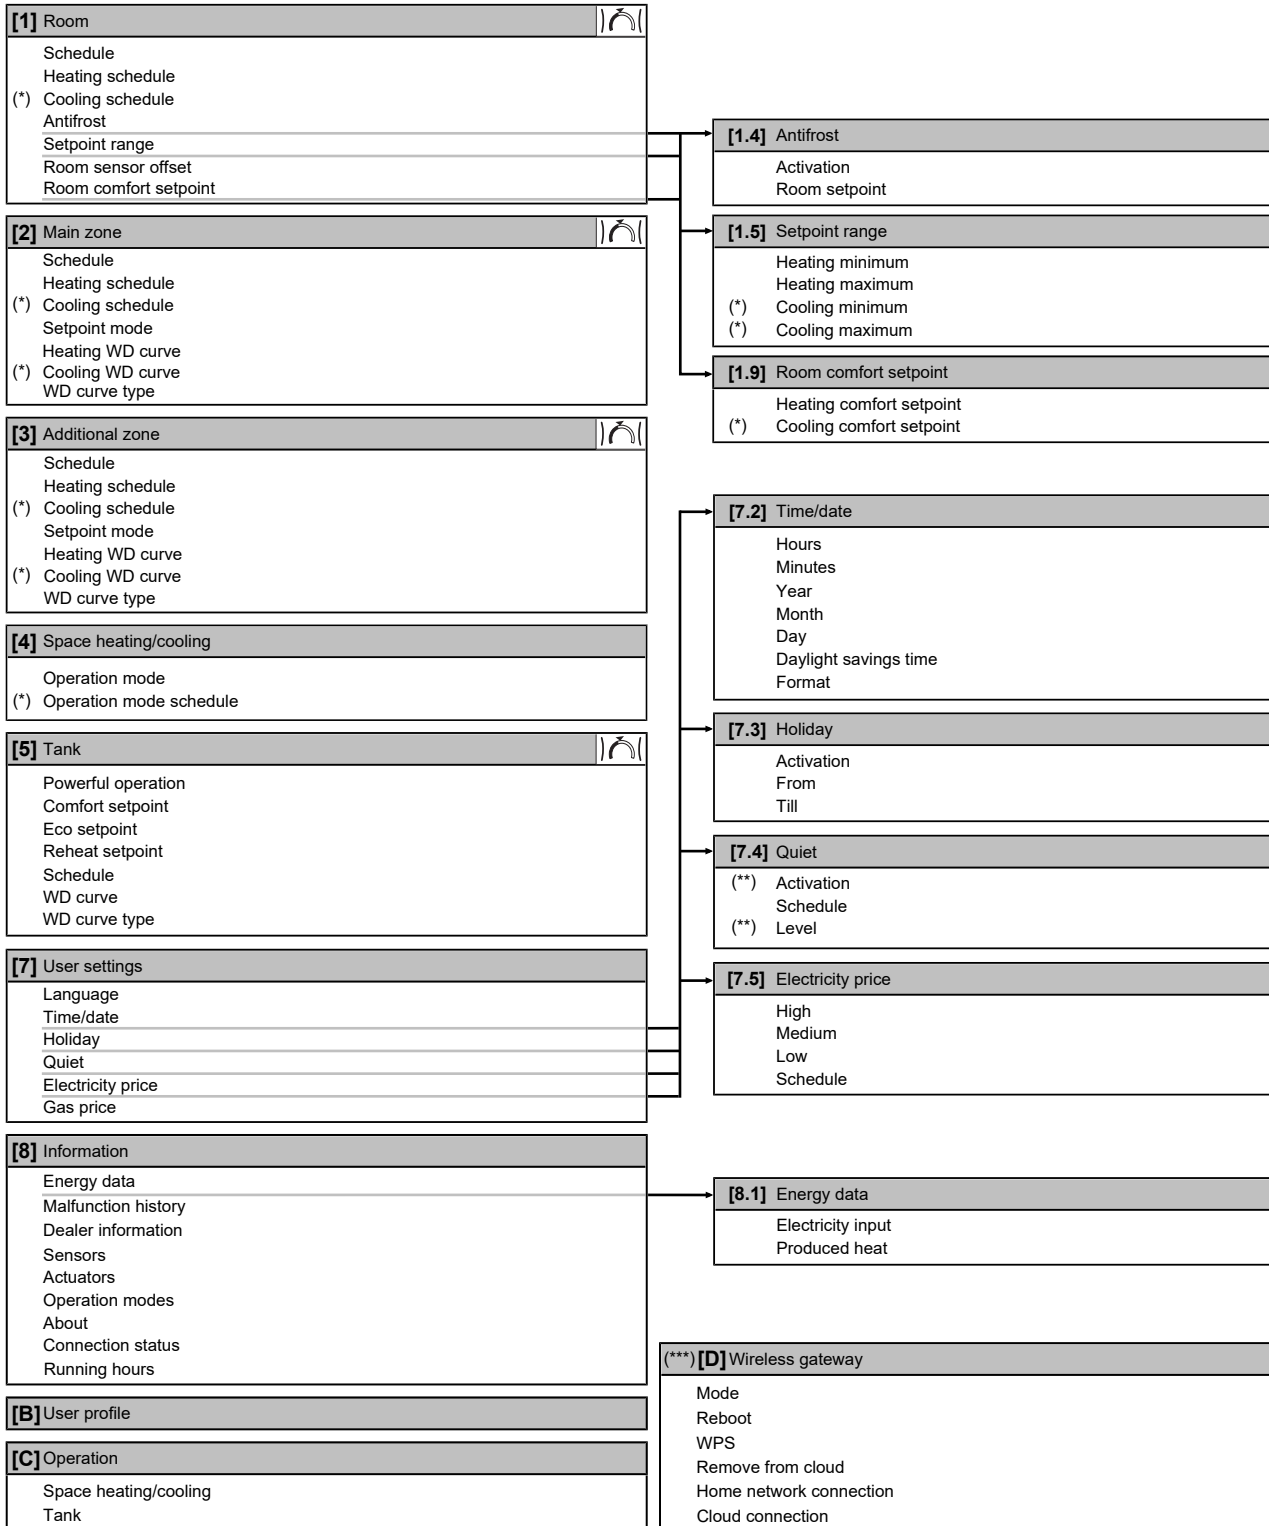 [1] Room
Schedule
Heating schedule
(*) Cooling schedule
Antifrost
Setpoint range
Room sensor offset
Room comfort setpoint
[2] Main zone
Schedule
Heating schedule
(*) Cooling schedule
Setpoint mode
Heating WD curve
(*) Cooling WD curve
WD curve type
[3] Additional zone
Schedule
Heating schedule
(*) Cooling schedule
Setpoint mode
Heating WD curve
(*) Cooling WD curve
WD curve type
[4] Space heating/cooling
Operation mode
(*) Operation mode schedule
[5] Tank
Powerful operation
Comfort setpoint
Eco setpoint
Reheat setpoint
Schedule
WD curve
WD curve type
[7] User settings
Language
Time/date
Holiday
Quiet
Electricity price
Gas price
[8] Information
Energy data
Malfunction history
Dealer information
Sensors
Actuators
Operation modes
About
Connection status
Running hours
[B] User profile
[C] Operation
Space heating/cooling
Tank
[1.4] Antifrost
Activation
Room setpoint
[1.5] Setpoint range
Heating minimum
Heating maximum
(*) Cooling minimum
(*) Cooling maximum
[1.9] Room comfort setpoint
Heating comfort setpoint
(*) Cooling comfort setpoint
[7.2] Time/date
Hours
Minutes
Year
Month
Day
Daylight savings time
Format
[7.3] Holiday
Activation
From
Till
[7.4] Quiet
(**) Activation
Schedule
(**) Level
[7.5] Electricity price
High
Medium
Low
Schedule
[8.1] Energy data
Electricity input
Produced heat
(***) [D] Wireless gateway
Mode
Reboot
WPS
Remove from cloud
Home network connection
Cloud connection